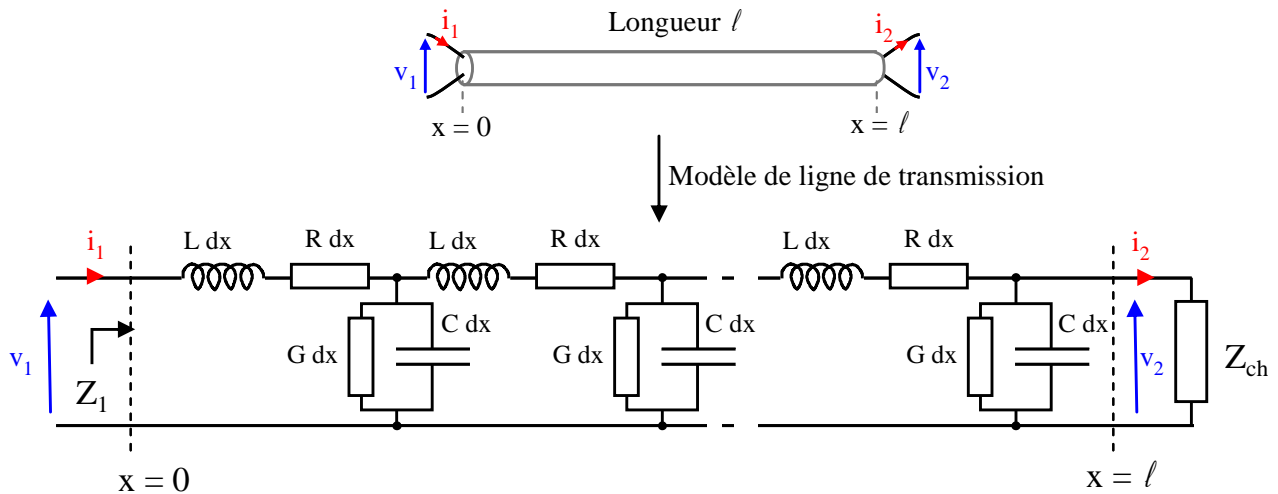 Longueur ℓ
i₁ i₂
v₁ v₂
x = 0 x = ℓ
Modèle de ligne de transmission
i₁ L dx R dx L dx R dx L dx R dx i₂
C dx C dx C dx
G dx G dx G dx
v₁ Z₁ v₂ Z_ch
x = 0 x = ℓ